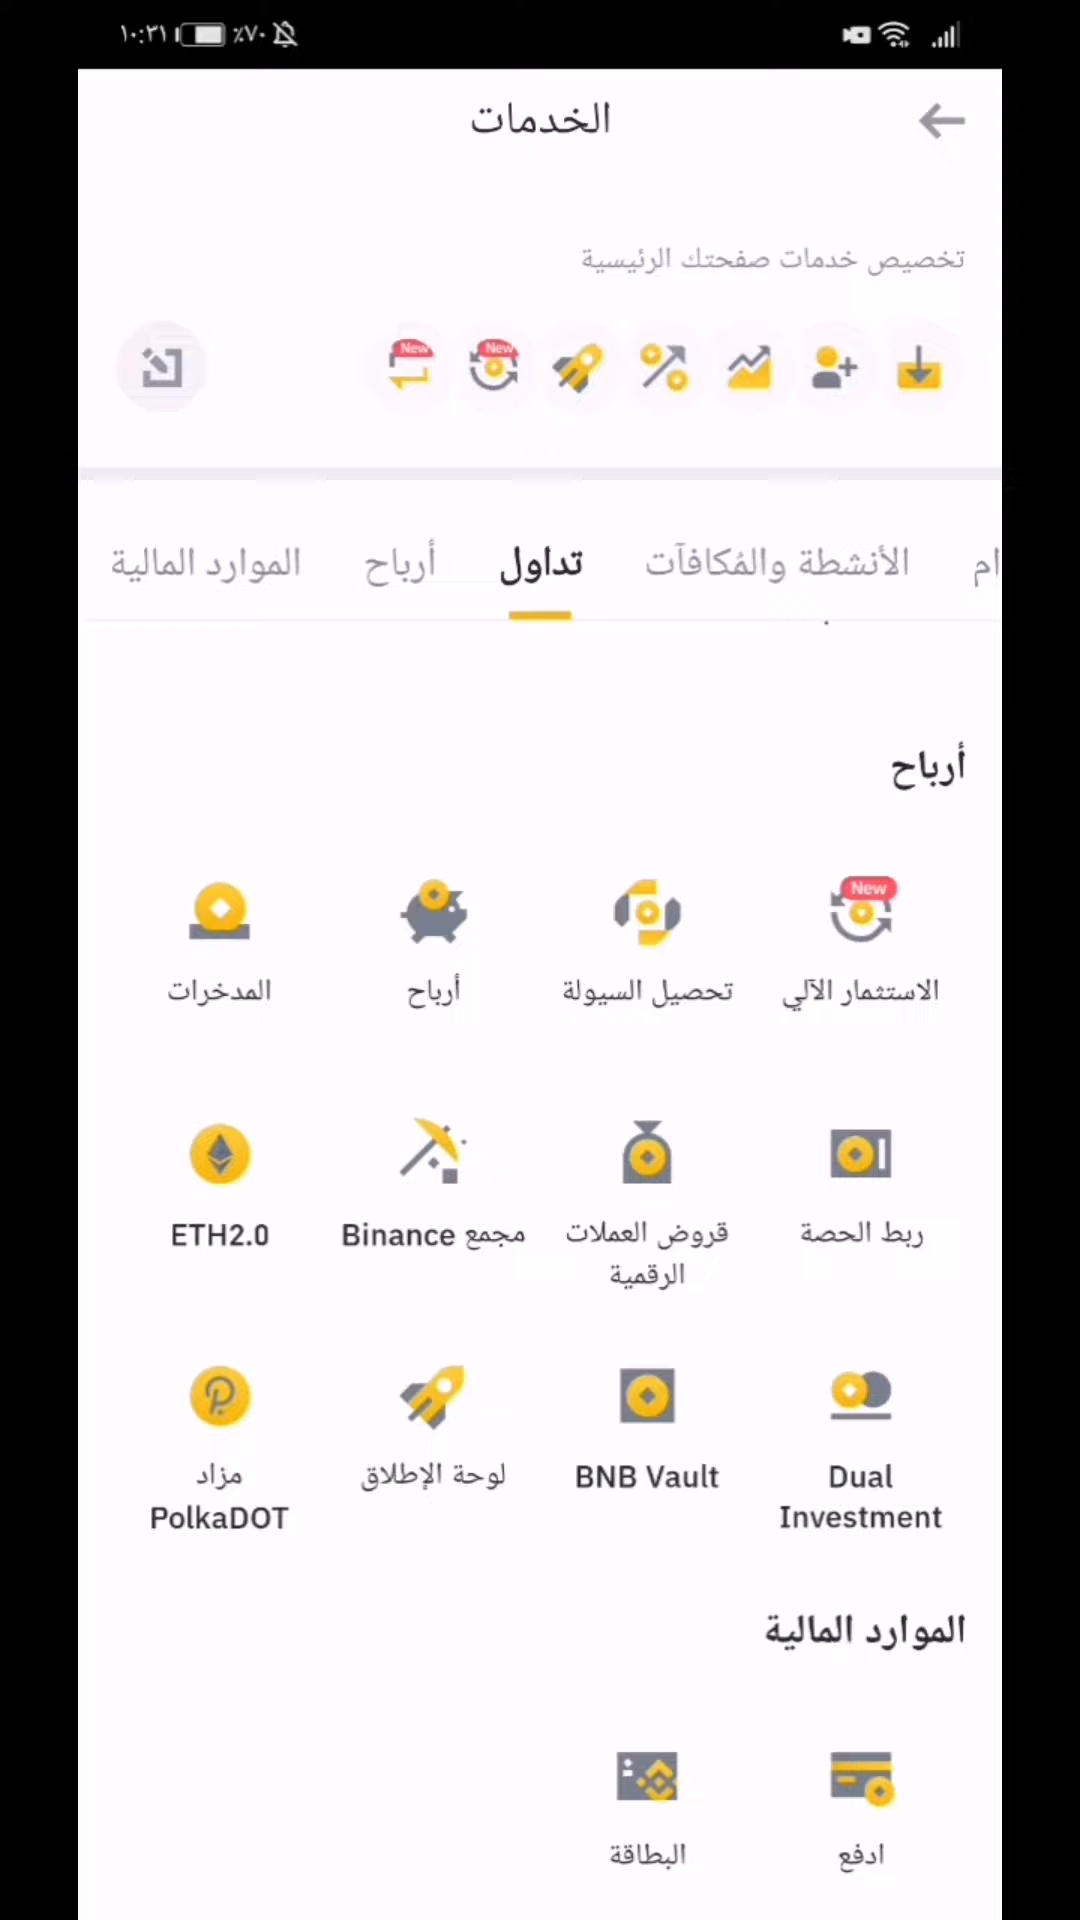 ١٠:٣١ ٪٧٠
الخدمات
تخصيص خدمات صفحتك الرئيسية
New New
ام الأنشطة والمُكافآت تداول أرباح الموارد المالية
أرباح
New
الاستثمار الآلي تحصيل السيولة أرباح المدخرات
ربط الحصة قروض العملات الرقمية مجمع Binance ETH2.0
Dual Investment BNB Vault لوحة الإطلاق مزاد PolkaDOT
الموارد المالية
ادفع البطاقة